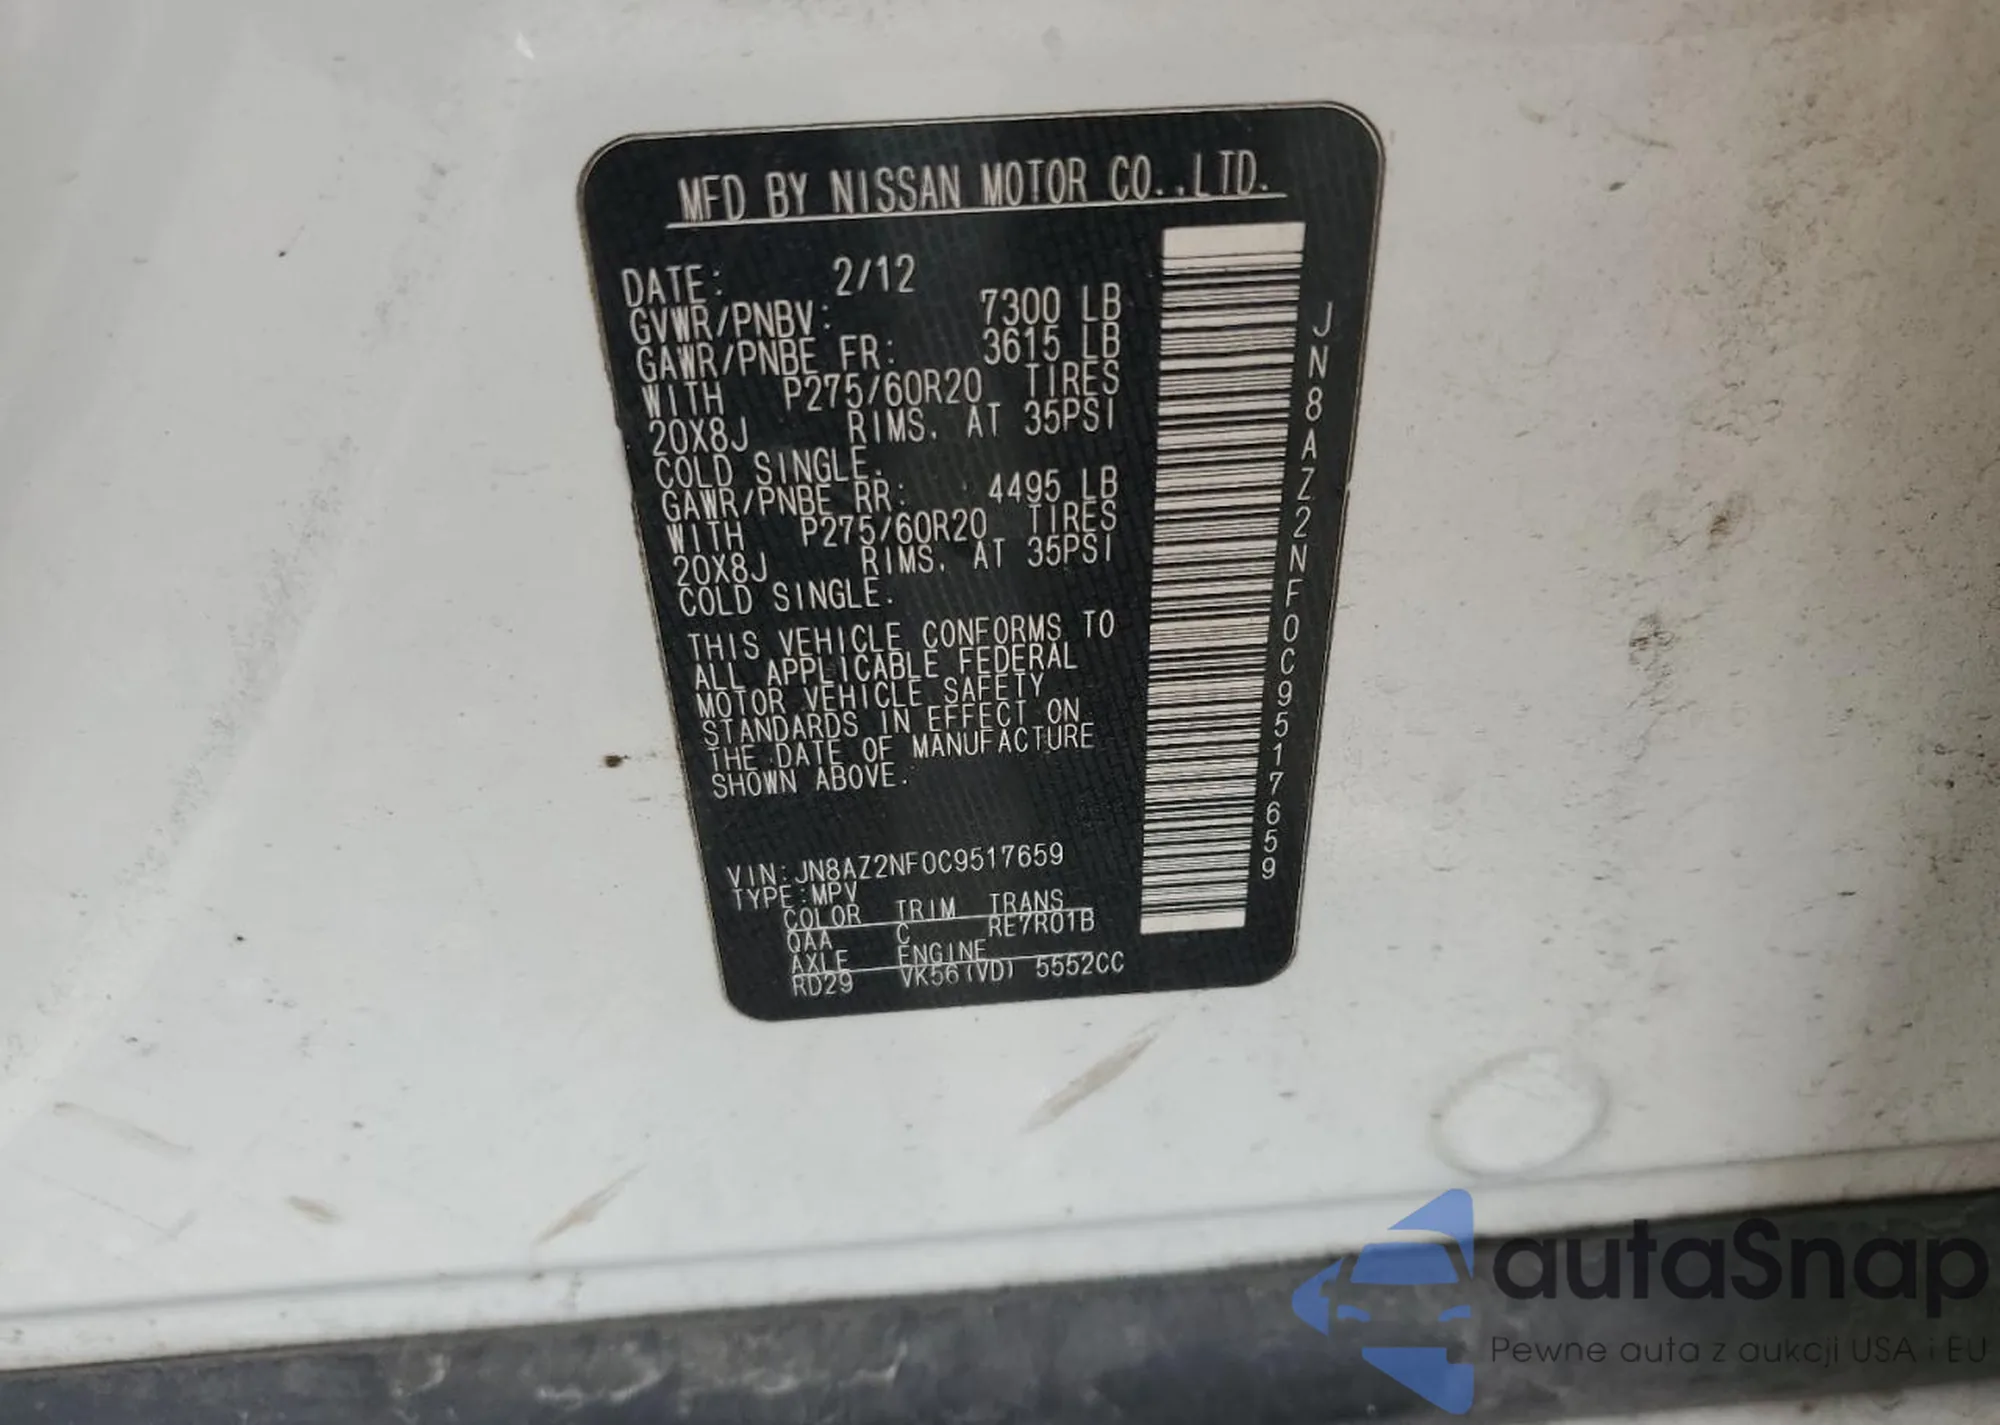 MFD BY NISSAN MOTOR CO.,LTD.
DATE: 2/12
GVWR/PNBV: 7300 LB
GAWR/PNBE FR: 3615 LB
WITH P275/60R20 TIRES
20X8J RIMS. AT 35PSI
COLD SINGLE.
GAWR/PNBE RR: 4495 LB
WITH P275/60R20 TIRES
20X8J RIMS. AT 35PSI
COLD SINGLE.
THIS VEHICLE CONFORMS TO
ALL APPLICABLE FEDERAL
MOTOR VEHICLE SAFETY
STANDARDS IN EFFECT ON
THE DATE OF MANUFACTURE
SHOWN ABOVE.
VIN:JN8AZ2NF0C9517659
TYPE:MPV
COLOR TRIM TRANS
QAA C RE7R01B
AXLE ENGINE
RD29 VK56(VD) 5552CC
JN8AZ2NF0C9517659
autaSnap
Pewne auta z aukcji USA i EU